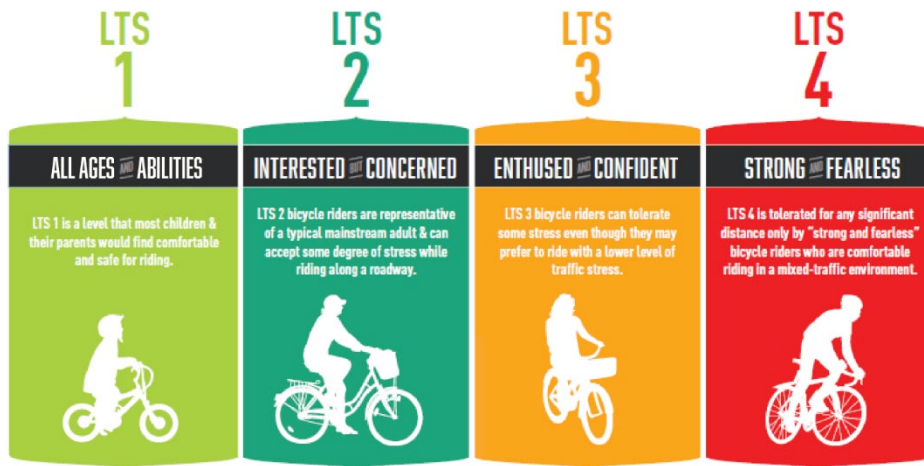 LTS
1
ALL AGES AND ABILITIES
LTS 1 is a level that most children &
their parents would find comfortable
and safe for riding.
LTS
2
INTERESTED BUT CONCERNED
LTS 2 bicycle riders are representative
of a typical mainstream adult & can
accept some degree of stress while
riding along a roadway.
LTS
3
ENTHUSED AND CONFIDENT
LTS 3 bicycle riders can tolerate
some stress even though they may
prefer to ride with a lower level of
traffic stress.
LTS
4
STRONG AND FEARLESS
LTS 4 is tolerated for any significant
distance only by “strong and fearless”
bicycle riders who are comfortable
riding in a mixed-traffic environment.